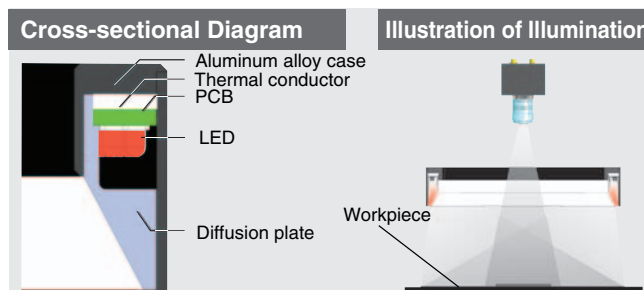 Cross-sectional Diagram
Aluminum alloy case
Thermal conductor
PCB
LED
Diffusion plate
Illustration of Illumination
Workpiece